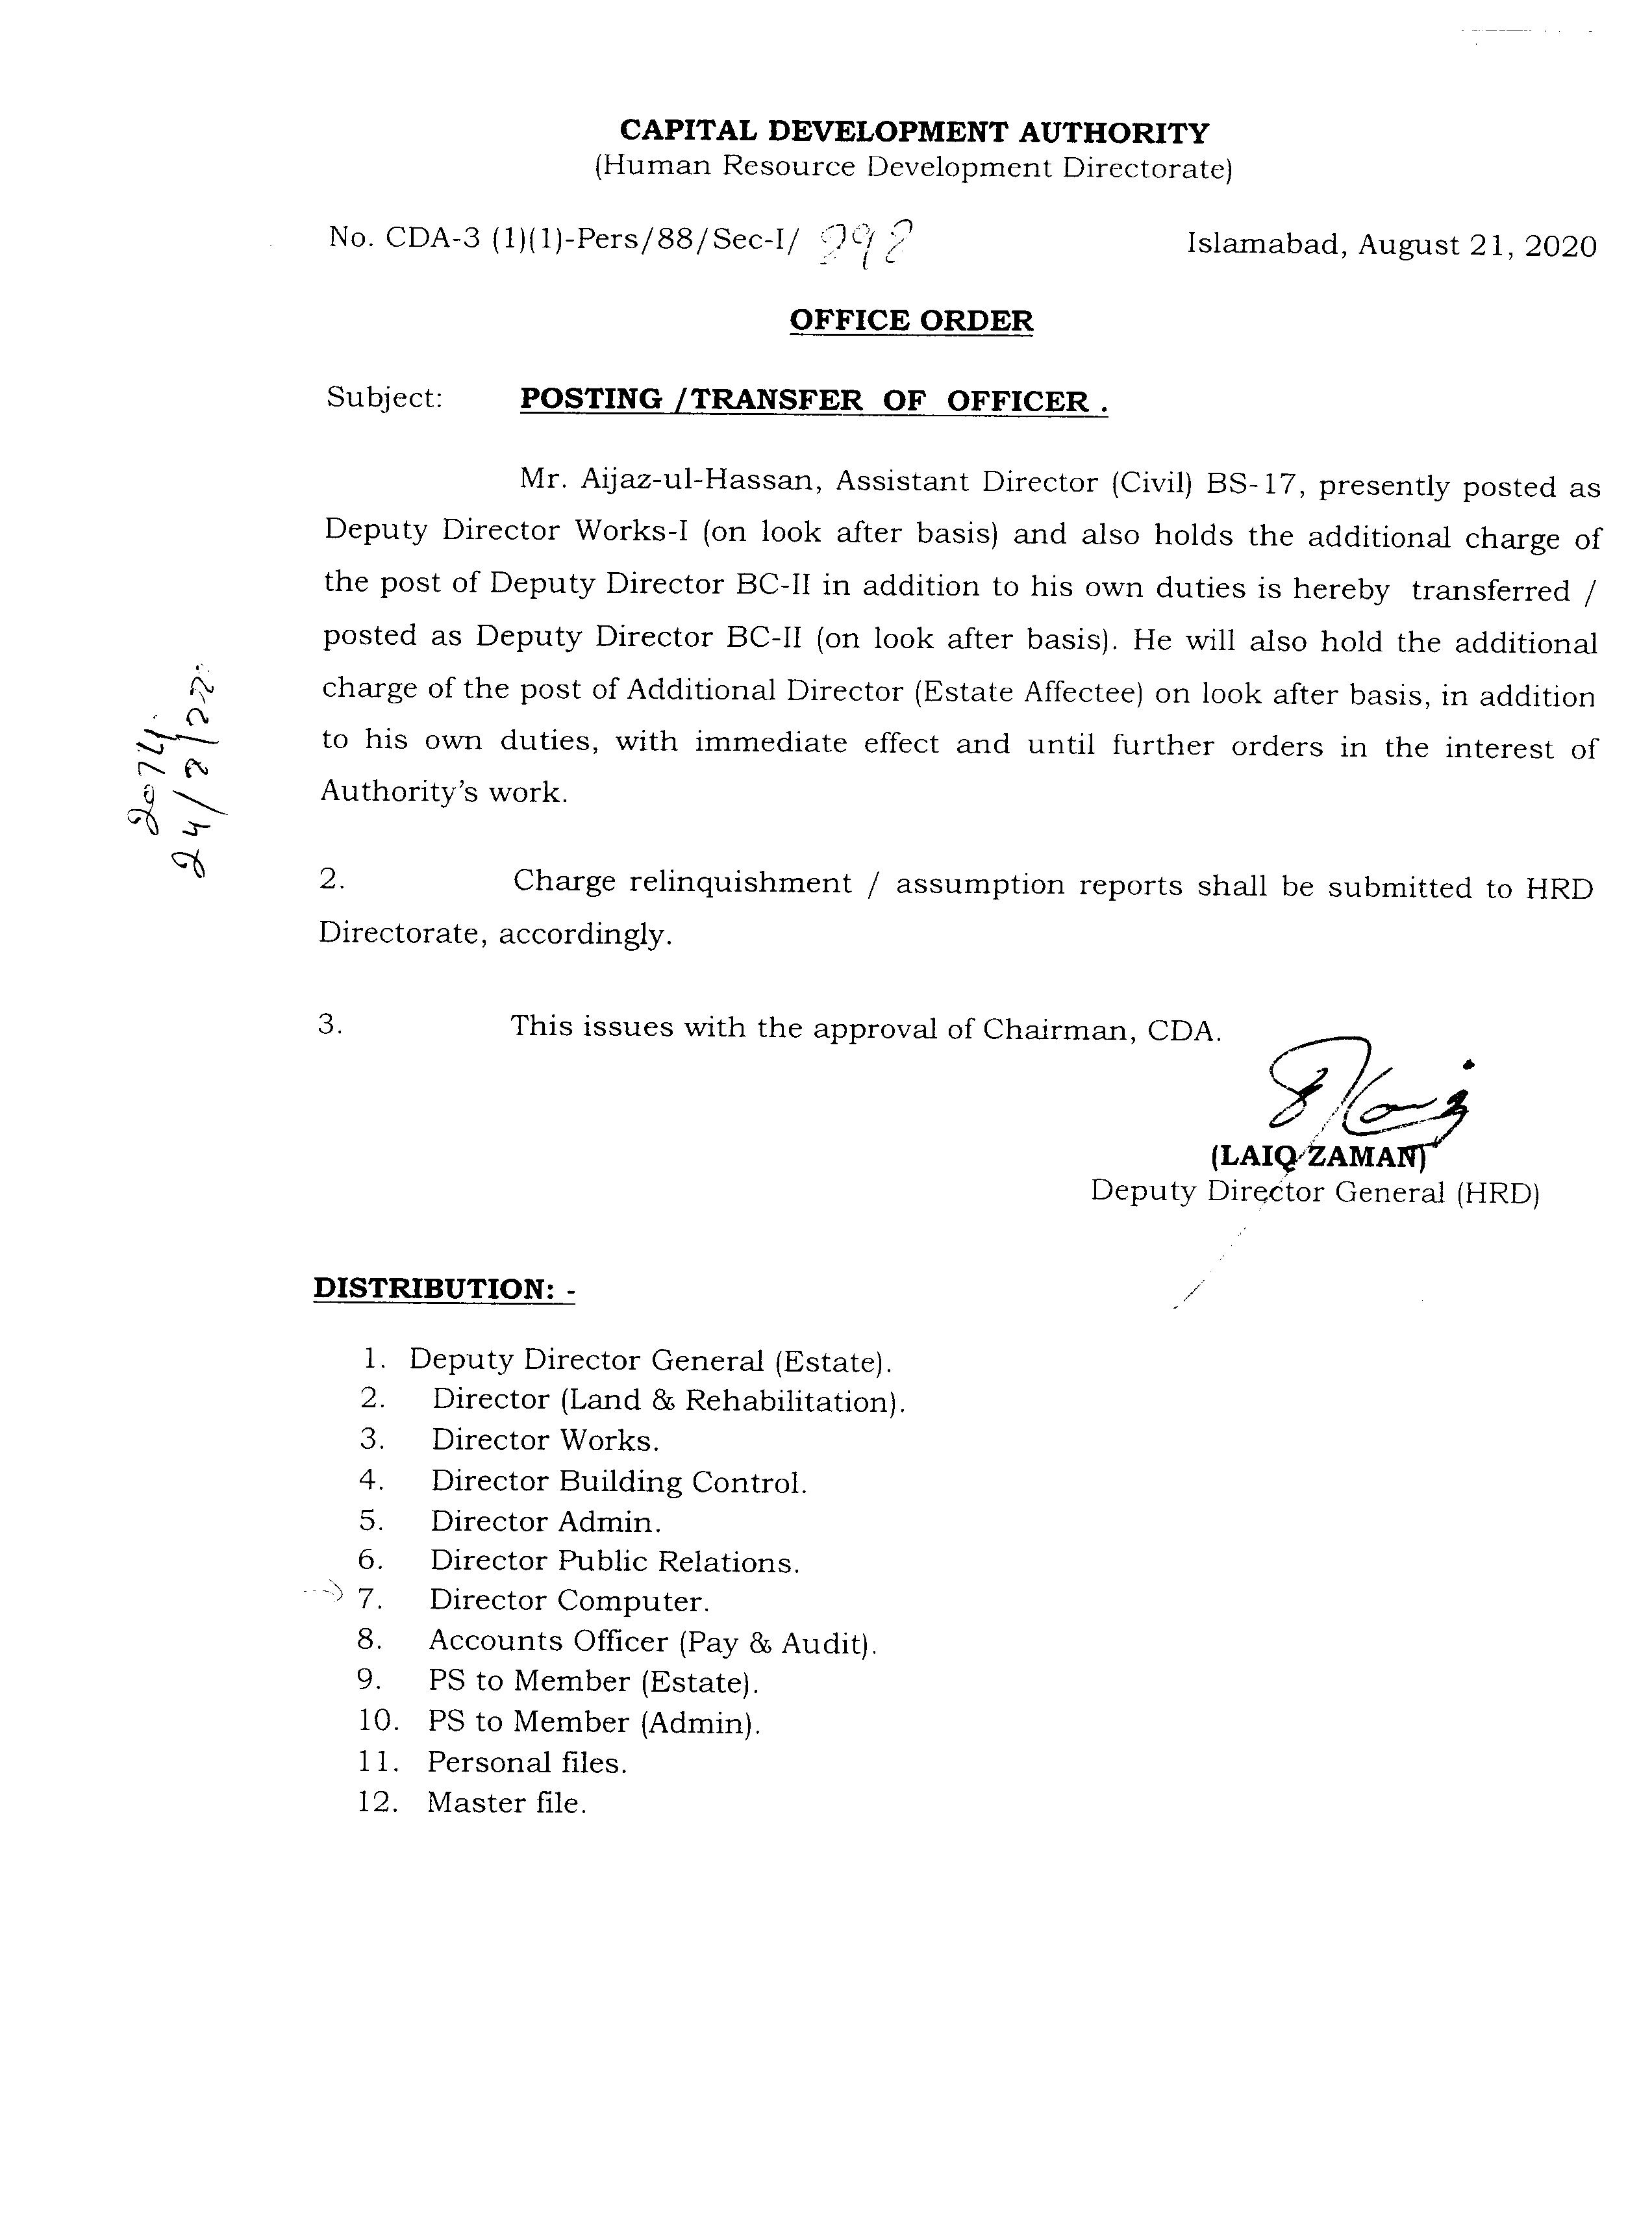 CAPITAL DEVELOPMENT AUTHORITY
(Human Resource Development Directorate)
No. CDA-3 (1)(1)-Pers/88/Sec-I/
Islamabad, August 21, 2020
OFFICE ORDER
Subject: POSTING /TRANSFER OF OFFICER .
Mr. Aijaz-ul-Hassan, Assistant Director (Civil) BS-17, presently posted as
Deputy Director Works-I (on look after basis) and also holds the additional charge of
the post of Deputy Director BC-II in addition to his own duties is hereby transferred /
posted as Deputy Director BC-II (on look after basis). He will also hold the additional
charge of the post of Additional Director (Estate Affectee) on look after basis, in addition
to his own duties, with immediate effect and until further orders in the interest of
Authority's work.
2. Charge relinquishment / assumption reports shall be submitted to HRD
Directorate, accordingly.
3. This issues with the approval of Chairman, CDA.
(LAIQ ZAMAN)
Deputy Director General (HRD)
DISTRIBUTION: -
1. Deputy Director General (Estate).
2. Director (Land & Rehabilitation).
3. Director Works.
4. Director Building Control.
5. Director Admin.
6. Director Public Relations.
7. Director Computer.
8. Accounts Officer (Pay & Audit).
9. PS to Member (Estate).
10. PS to Member (Admin).
11. Personal files.
12. Master file.